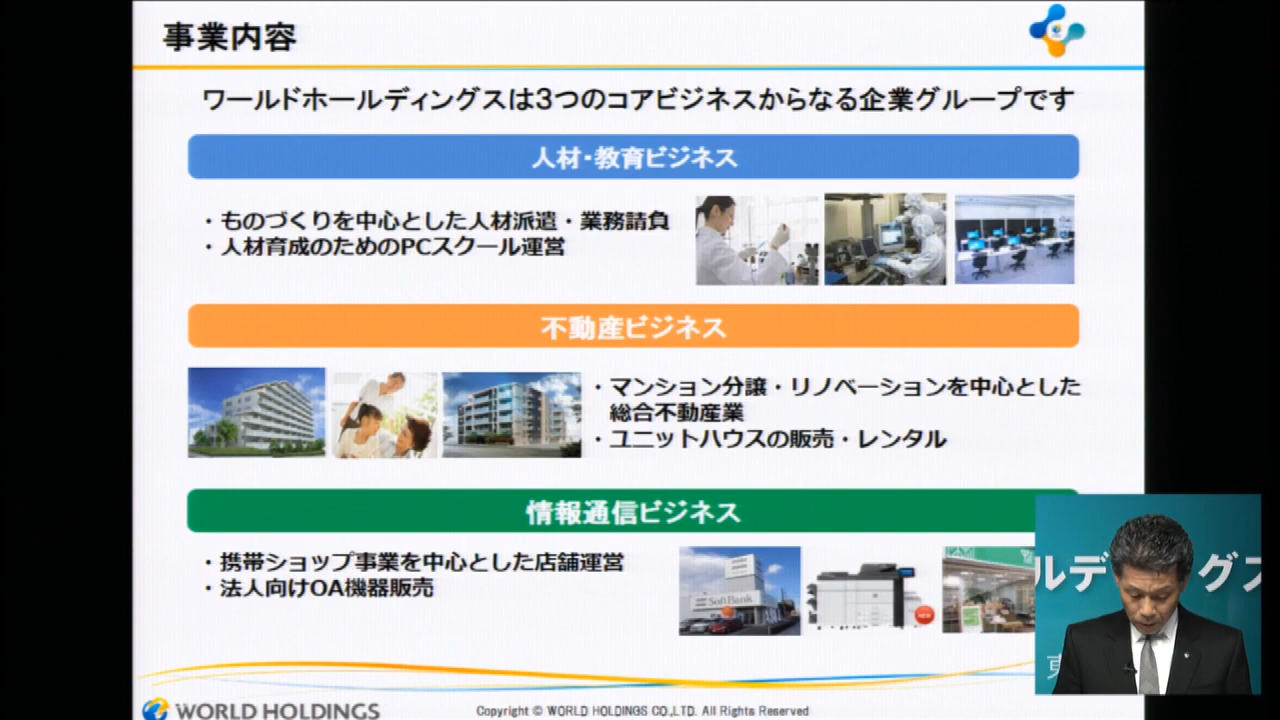 事業内容
ワールドホールディングスは3つのコアビジネスからなる企業グループです
人材・教育ビジネス
・ものづくりを中心とした人材派遣・業務請負
・人材育成のためのPCスクール運営
不動産ビジネス
・マンション分譲・リノベーションを中心とした
総合不動産業
・ユニットハウスの販売・レンタル
情報通信ビジネス
・携帯ショップ事業を中心とした店舗運営
・法人向けOA機器販売
SoftBank
NEW
ルデ グス
東
WORLD HOLDINGS
Copyright © WORLD HOLDINGS CO.,LTD. All Rights Reserved